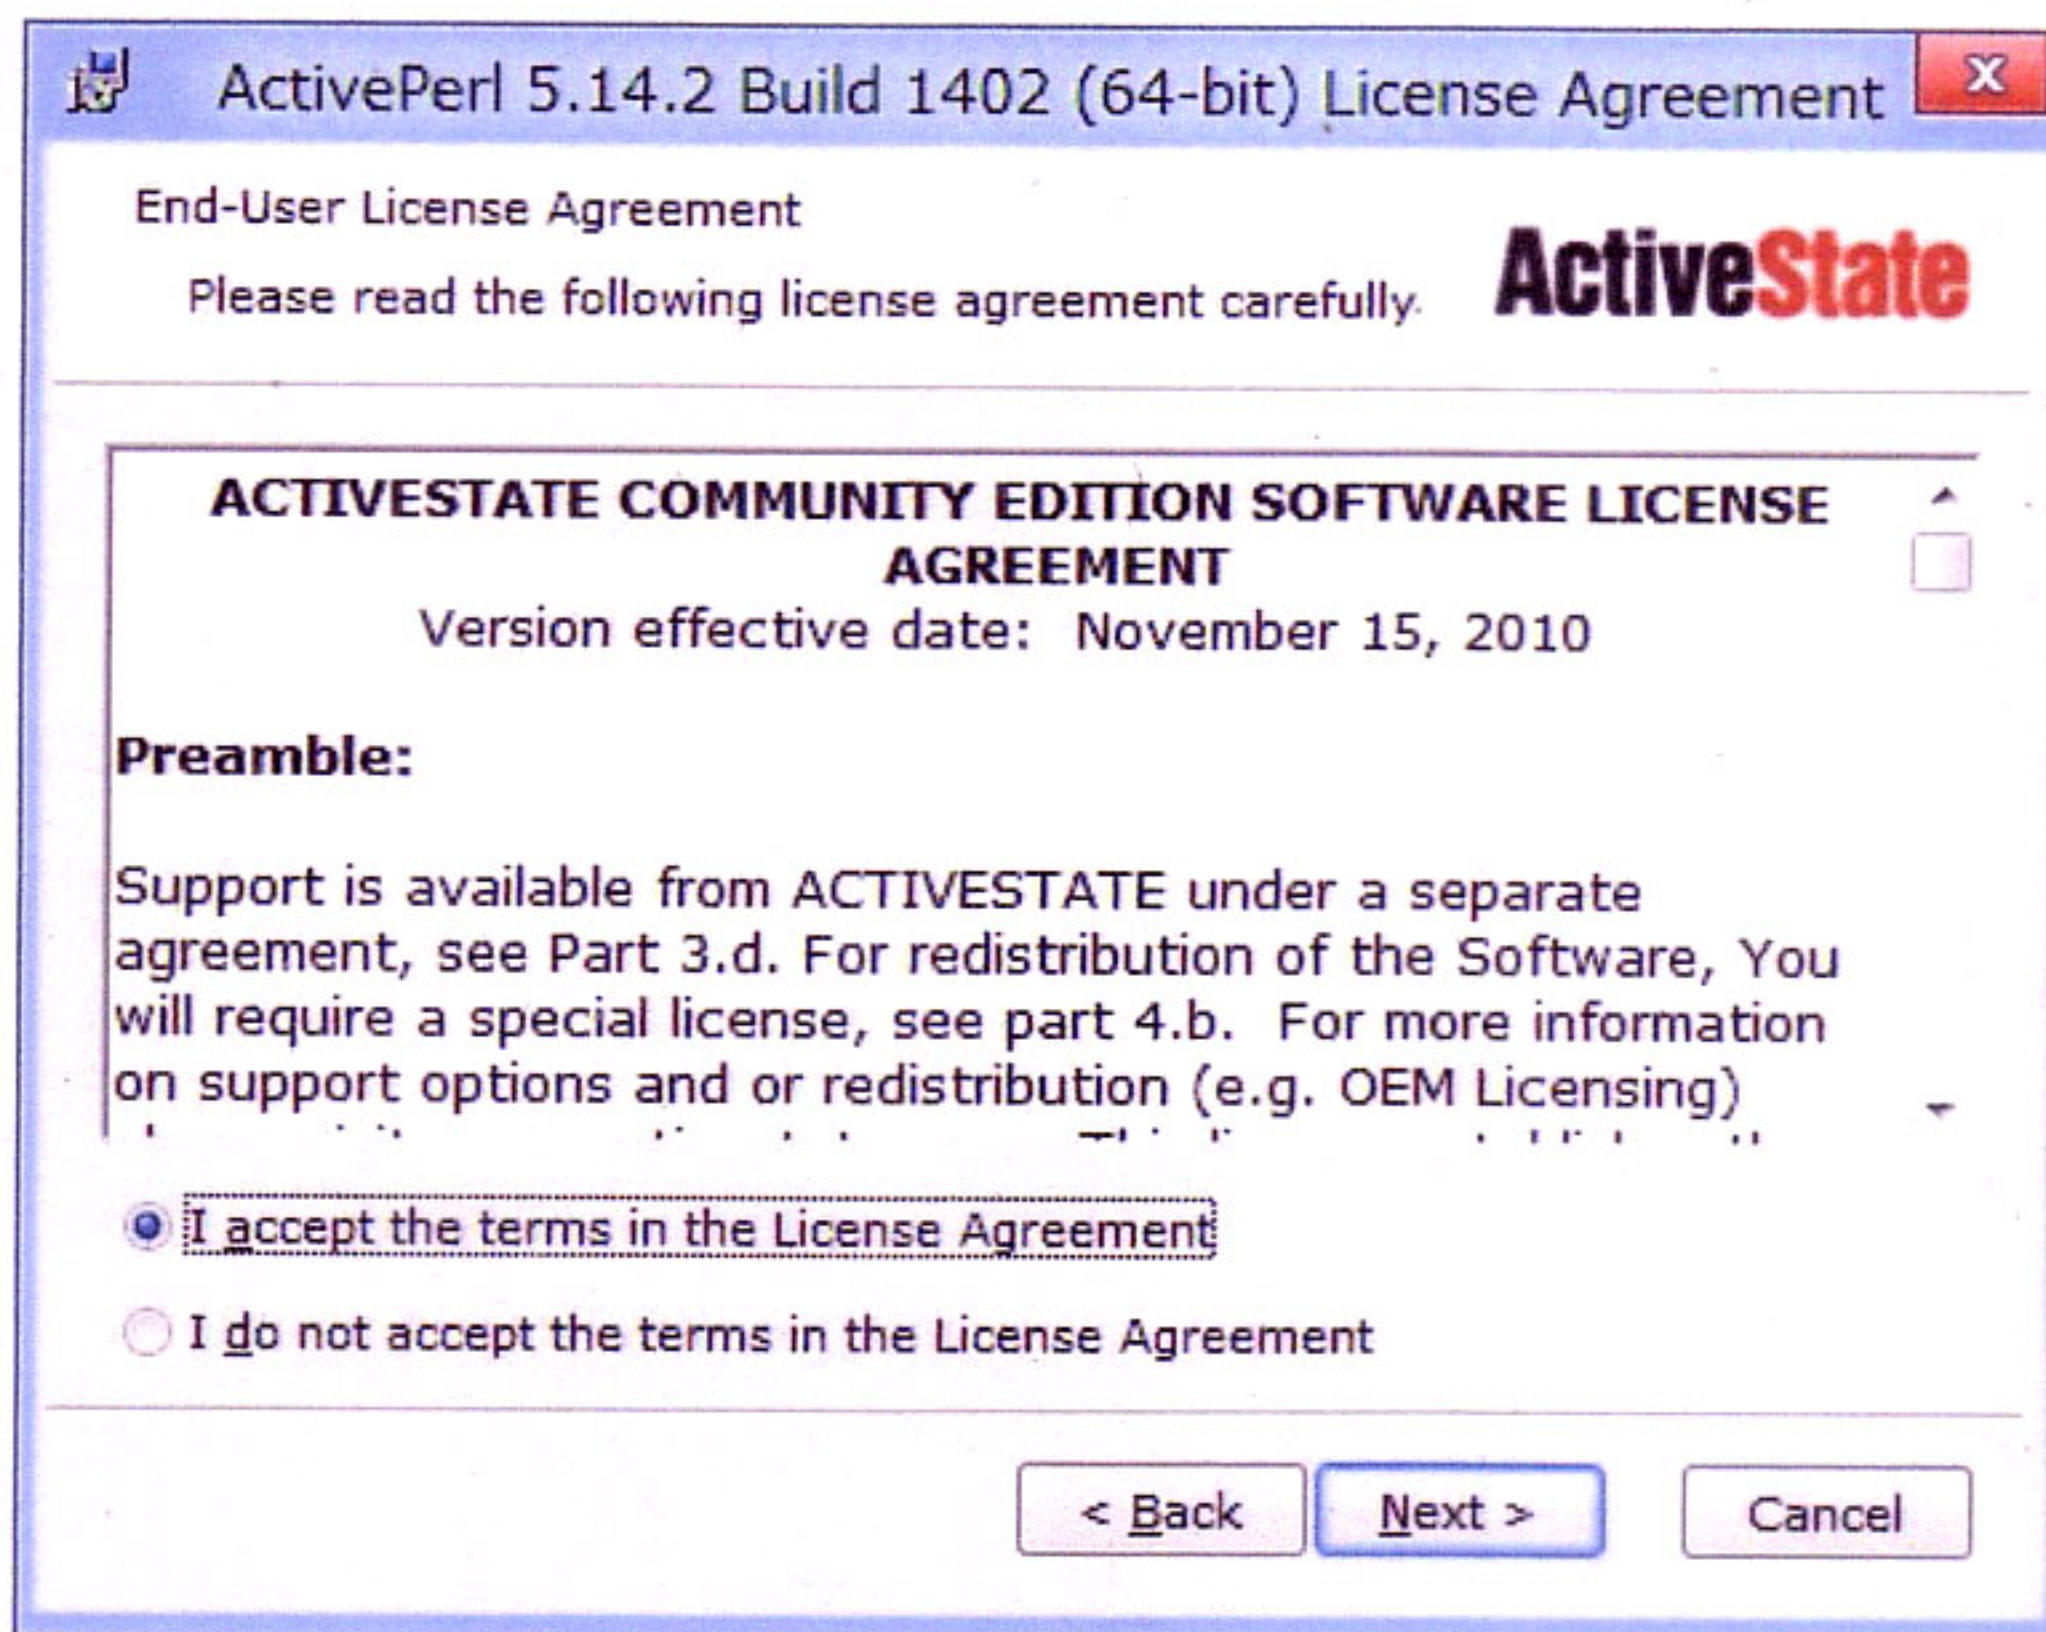 ActivePerl 5.14.2 Build 1402 (64-bit) License Agreement
X
End-User License Agreement
Please read the following license agreement carefully.
ActiveState
ACTIVESTATE COMMUNITY EDITION SOFTWARE LICENSE
AGREEMENT
Version effective date: November 15, 2010
Preamble:
Support is available from ACTIVESTATE under a separate
agreement, see Part 3.d. For redistribution of the Software, You
will require a special license, see part 4.b. For more information
on support options and or redistribution (e.g. OEM Licensing)
I accept the terms in the License Agreement
I do not accept the terms in the License Agreement
< Back
Next >
Cancel